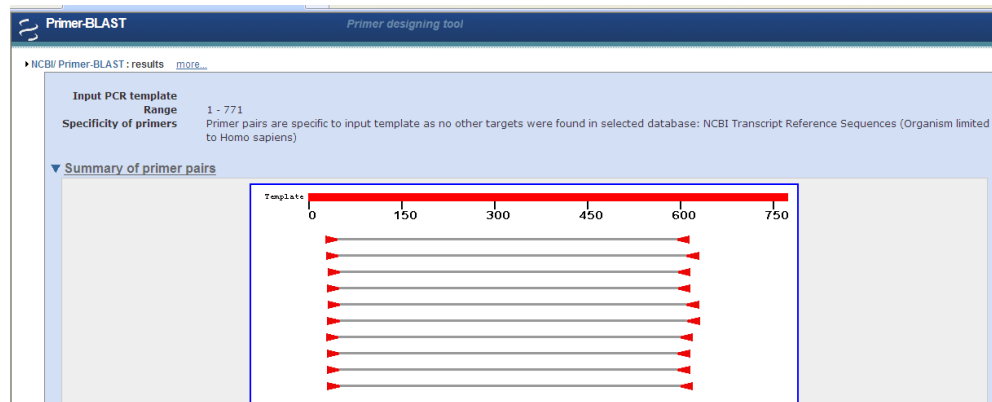 Primer-BLAST Primer designing tool
NCBI/ Primer-BLAST : results more...
Input PCR template
Range 1 - 771
Specificity of primers Primer pairs are specific to input template as no other targets were found in selected database: NCBI Transcript Reference Sequences (Organism limited
to Homo sapiens)
Summary of primer pairs
Template
0 150 300 450 600 750